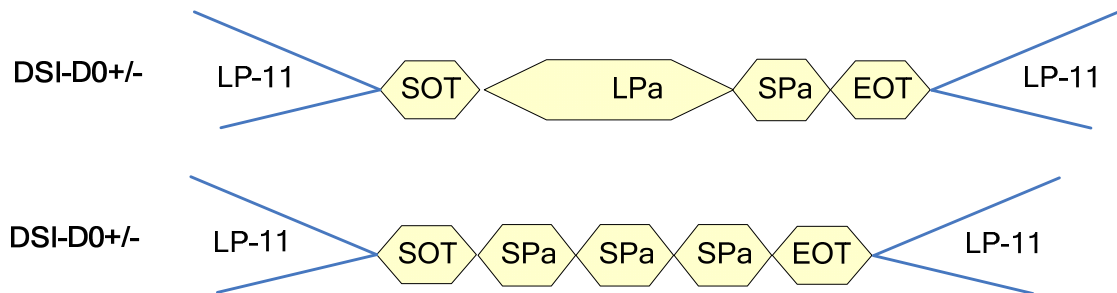 DSI-D0+/- LP-11 SOT LPa SPa EOT LP-11
DSI-D0+/- LP-11 SOT SPa SPa SPa EOT LP-11